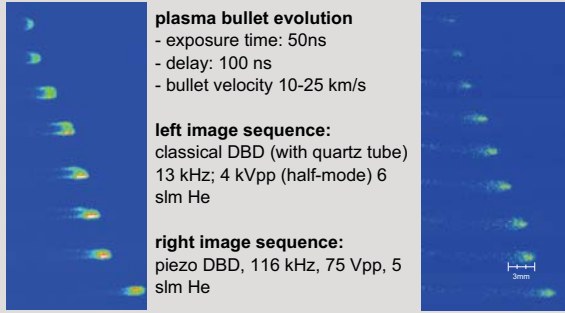 plasma bullet evolution
- exposure time: 50ns
- delay: 100 ns
- bullet velocity 10-25 km/s
left image sequence:
classical DBD (with quartz tube)
13 kHz; 4 kVpp (half-mode) 6
slm He
right image sequence:
piezo DBD, 116 kHz, 75 Vpp, 5
slm He
3mm